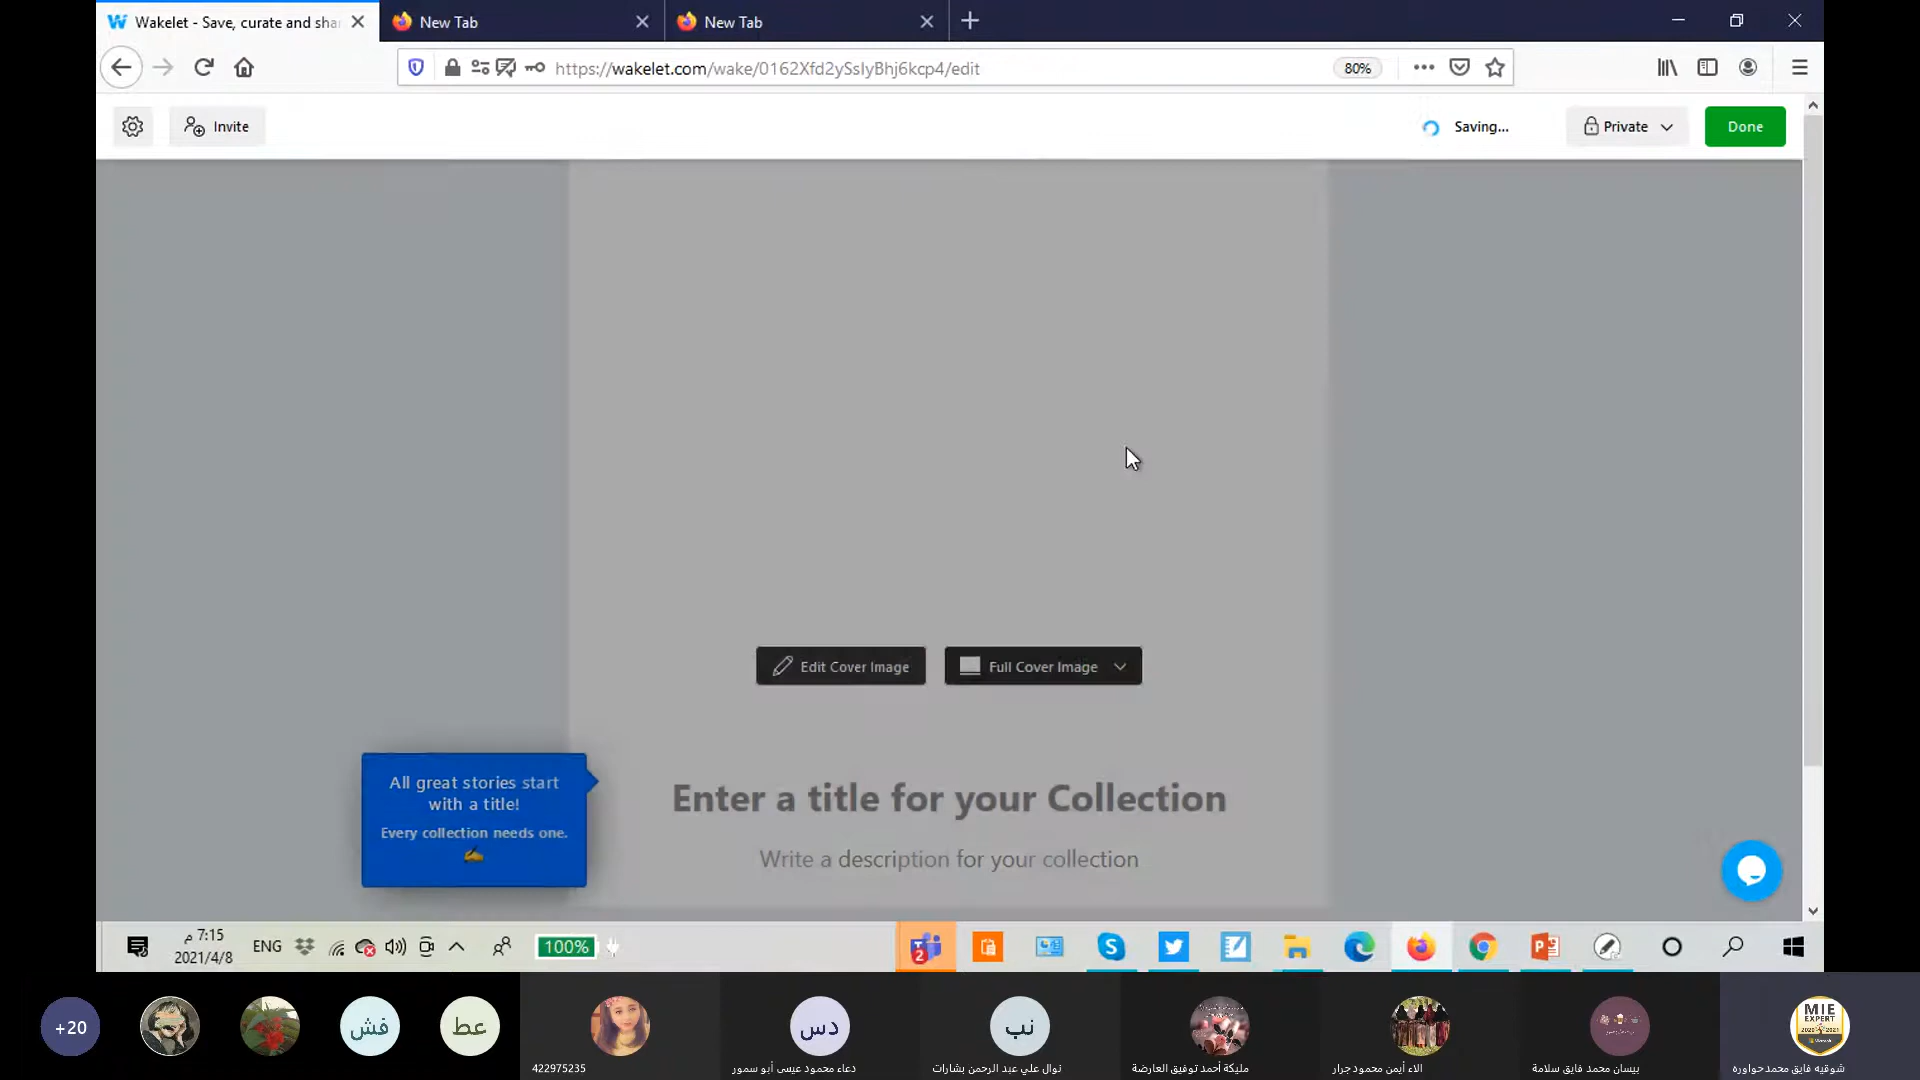 Wakelet - Save, curate and sha
New Tab
New Tab
https://wakelet.com/wake/0162Xfd2ySsIyBhj6kcp4/edit
80%
Invite
Saving...
Private
Done
Edit Cover Image
Full Cover Image
All great stories start
with a title!
Every collection needs one.
Enter a title for your Collection
Write a description for your collection
7:15 م
2021/4/8
ENG
100%
2
+20
فش
عط
دس
نب
MIE
EXPERT
2020 2021
422975235
دعاء محمود عيسى أبو سمور
نوال علي عبد الرحمن بشارات
مليكة أحمد توفيق العارضة
الاء أيمن محمود جرار
بيسان محمد فايق سلامة
شوقيه فايق محمد حواوره